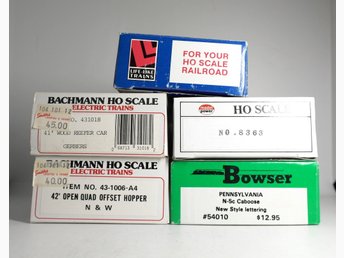 LIFE-LIKE
TRAINS
FOR YOUR
HO SCALE
RAILROAD
BACHMANN HO SCALE
ELECTRIC TRAINS
NO. 431018
41' WOOD REEFER CAR
GERBERS
45.00
HO SCALE
NO.8363
BACHMANN HO SCALE
ELECTRIC TRAINS
ITEM NO. 43-1006-A4
42' OPEN QUAD OFFSET HOPPER
N & W
40.00
Bowser
PENNSYLVANIA
N-5c Caboose
New Style lettering
#54010 $12.95